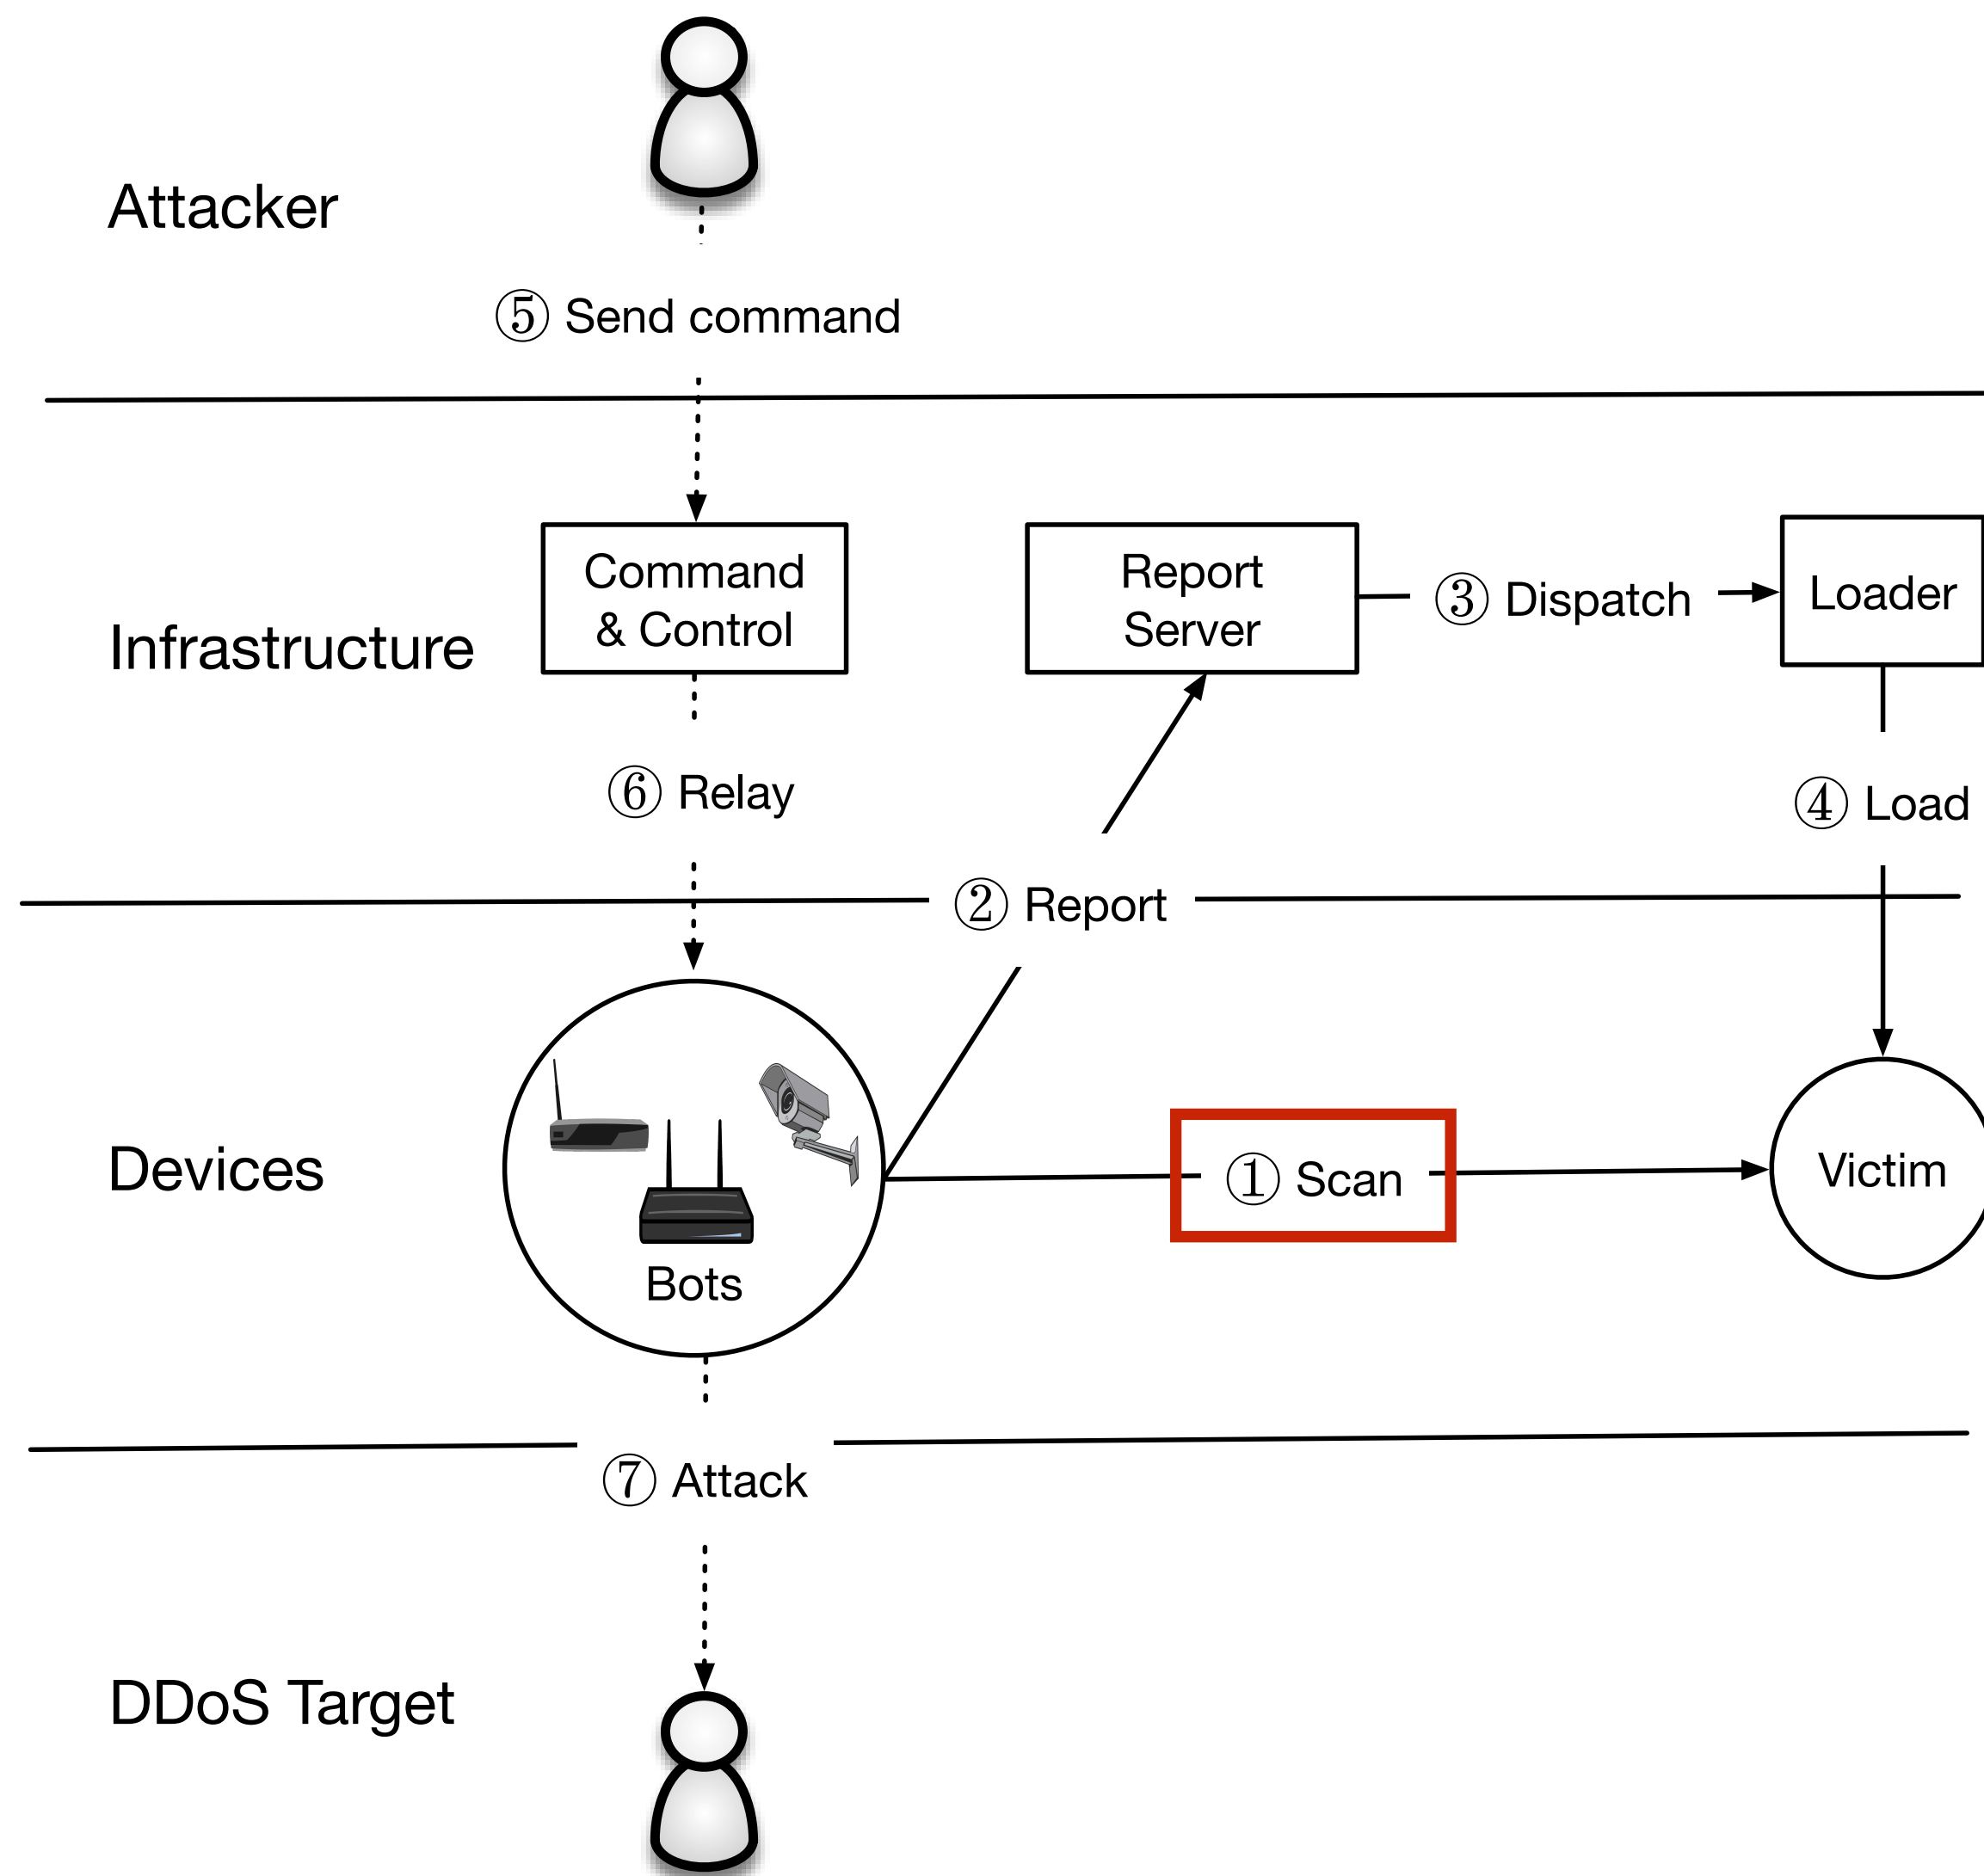 Attacker
⑤ Send command
Infrastructure
Command
& Control
Report
Server
③ Dispatch
Loader
⑥ Relay
④ Load
② Report
Devices
Bots
① Scan
Victim
⑦ Attack
DDoS Target